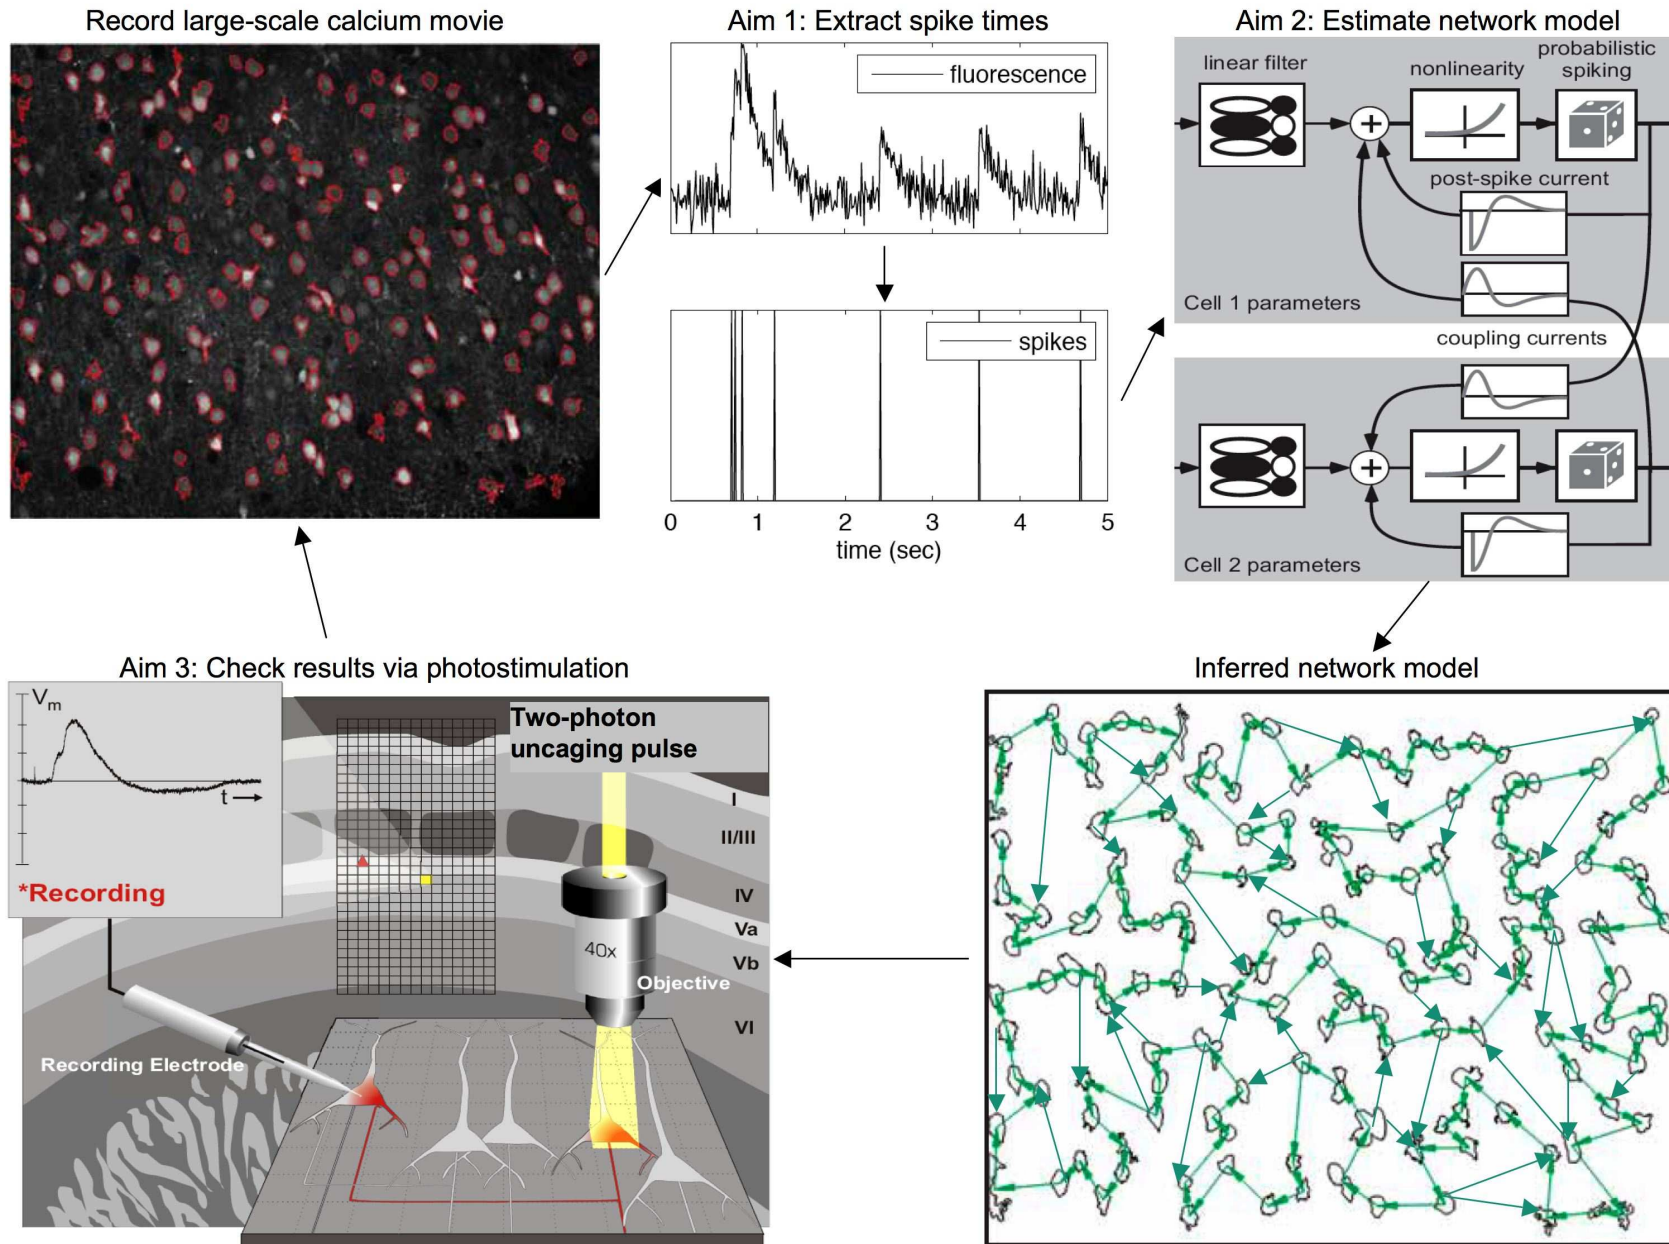 Record large-scale calcium movie
Aim 1: Extract spike times
fluorescence
spikes
0 1 2 3 4 5
time (sec)
Aim 2: Estimate network model
linear filter
nonlinearity
probabilistic
spiking
post-spike current
Cell 1 parameters
coupling currents
Cell 2 parameters
Aim 3: Check results via photostimulation
Vm
t
*Recording
Two-photon
uncaging pulse
I
II/III
IV
Va
Vb
VI
40x
Objective
Recording Electrode
Inferred network model